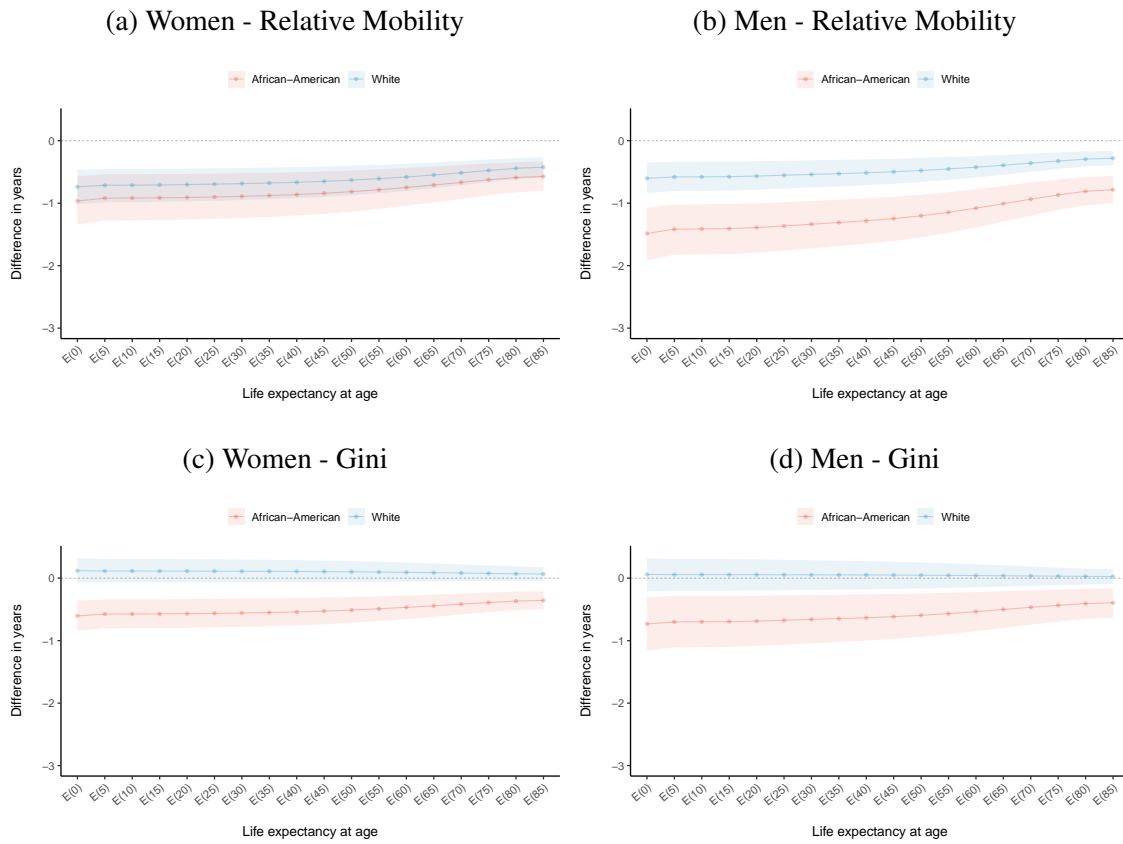 (a) Women - Relative Mobility
African−American White
Difference in years
0
−1
−2
−3
E(0) E(5) E(10) E(15) E(20) E(25) E(30) E(35) E(40) E(45) E(50) E(55) E(60) E(65) E(70) E(75) E(80) E(85)
Life expectancy at age
(b) Men - Relative Mobility
African−American White
Difference in years
0
−1
−2
−3
E(0) E(5) E(10) E(15) E(20) E(25) E(30) E(35) E(40) E(45) E(50) E(55) E(60) E(65) E(70) E(75) E(80) E(85)
Life expectancy at age
(c) Women - Gini
African−American White
Difference in years
0
−1
−2
−3
E(0) E(5) E(10) E(15) E(20) E(25) E(30) E(35) E(40) E(45) E(50) E(55) E(60) E(65) E(70) E(75) E(80) E(85)
Life expectancy at age
(d) Men - Gini
African−American White
Difference in years
0
−1
−2
−3
E(0) E(5) E(10) E(15) E(20) E(25) E(30) E(35) E(40) E(45) E(50) E(55) E(60) E(65) E(70) E(75) E(80) E(85)
Life expectancy at age